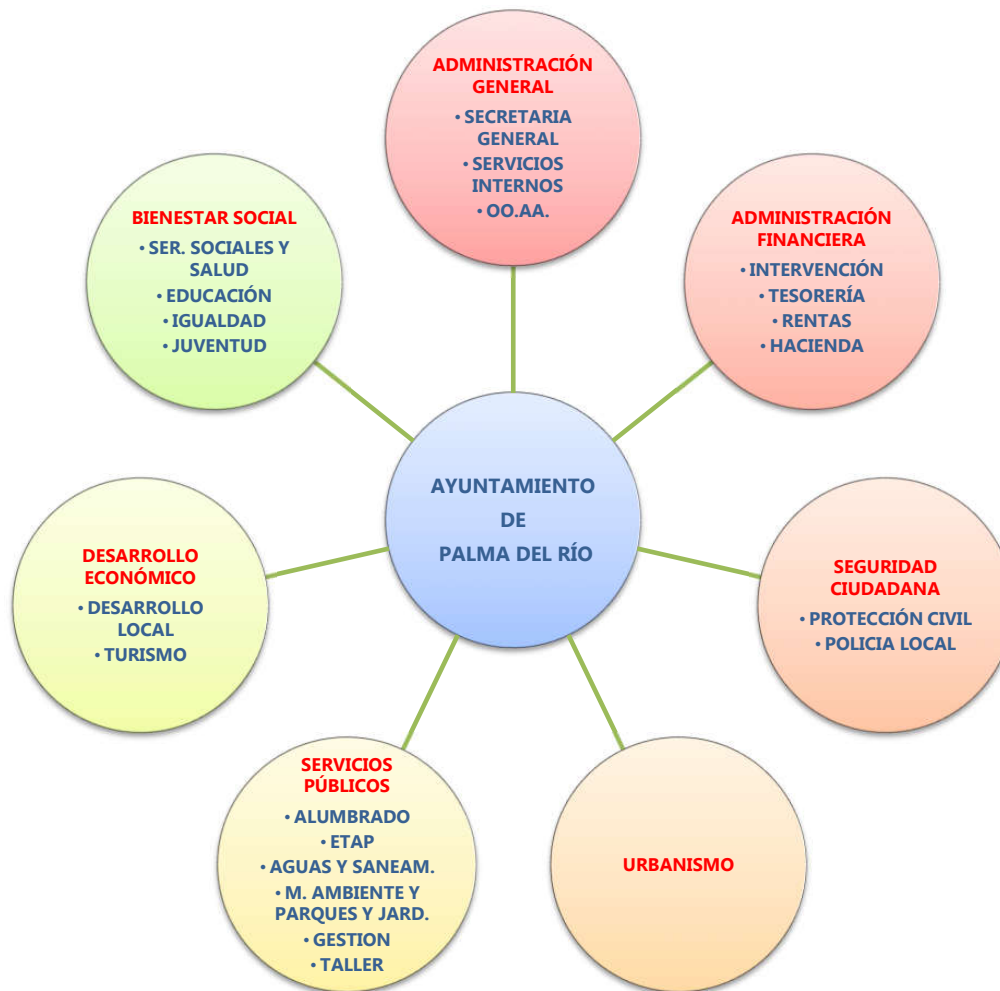 ADMINISTRACIÓN
GENERAL
• SECRETARIA
GENERAL
• SERVICIOS
INTERNOS
• OO.AA.
ADMINISTRACIÓN
FINANCIERA
• INTERVENCIÓN
• TESORERÍA
• RENTAS
• HACIENDA
SEGURIDAD
CIUDADANA
• PROTECCIÓN CIVIL
• POLICIA LOCAL
URBANISMO
SERVICIOS
PÚBLICOS
• ALUMBRADO
• ETAP
• AGUAS Y SANEAM.
• M. AMBIENTE Y
PARQUES Y JARD.
• GESTION
• TALLER
DESARROLLO
ECONÓMICO
• DESARROLLO
LOCAL
• TURISMO
BIENESTAR SOCIAL
• SER. SOCIALES Y
SALUD
• EDUCACIÓN
• IGUALDAD
• JUVENTUD
AYUNTAMIENTO
DE
PALMA DEL RÍO